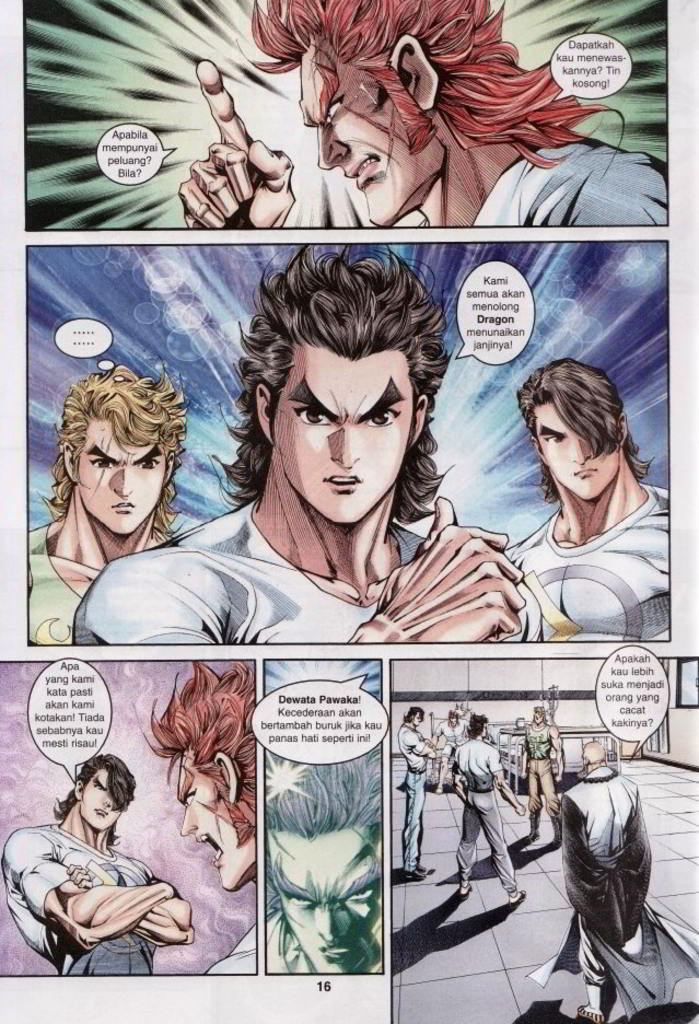 Apabila
mempunyai
peluang?
Bila?
Dapatkah
kau menewas-
kannya? Tin
kosong!
.....
.....
Kami
semua akan
menolong
Dragon
menunaikan
janjinya!
Apa
yang kami
kata pasti
akan kami
kotakan! Tiada
sebabnya kau
mesti risau!
Dewata Pawaka!
Kecederaan akan
bertambah buruk jika kau
panas hati seperti ini!
Apakah
kau lebih
suka menjadi
orang yang
cacat
kakinya?
16